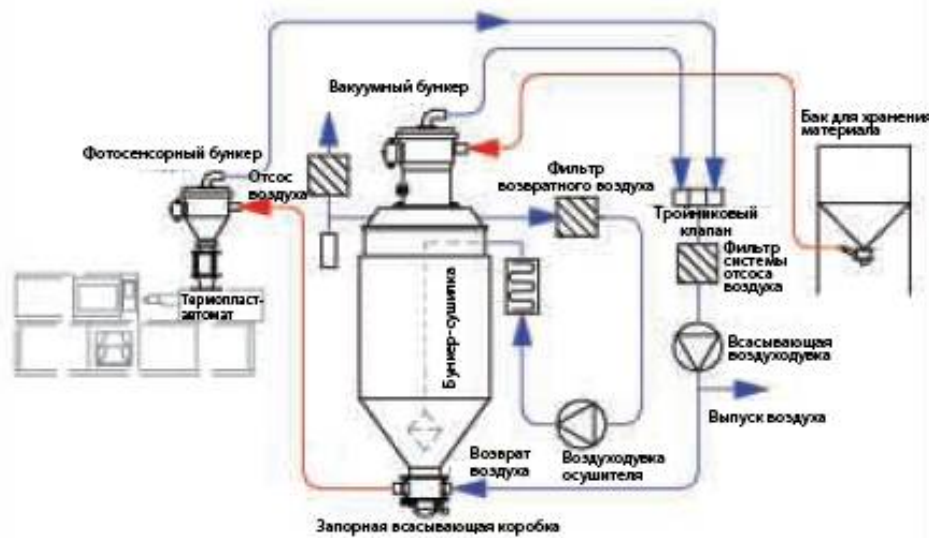 Вакуумный бункер
Бак для хранения
материала
Фотосенсорный бункер
Отсос
воздуха
Фильтр
возвратного воздуха
Тройниковый
клапан
Фильтр
системы
отсоса
воздуха
Термопласт-
автомат
Бункер-сушилка
Всасывающая
воздуходувка
Выпуск воздуха
Возврат
воздуха
Воздуходувка
осушителя
Запорная всасывающая коробка